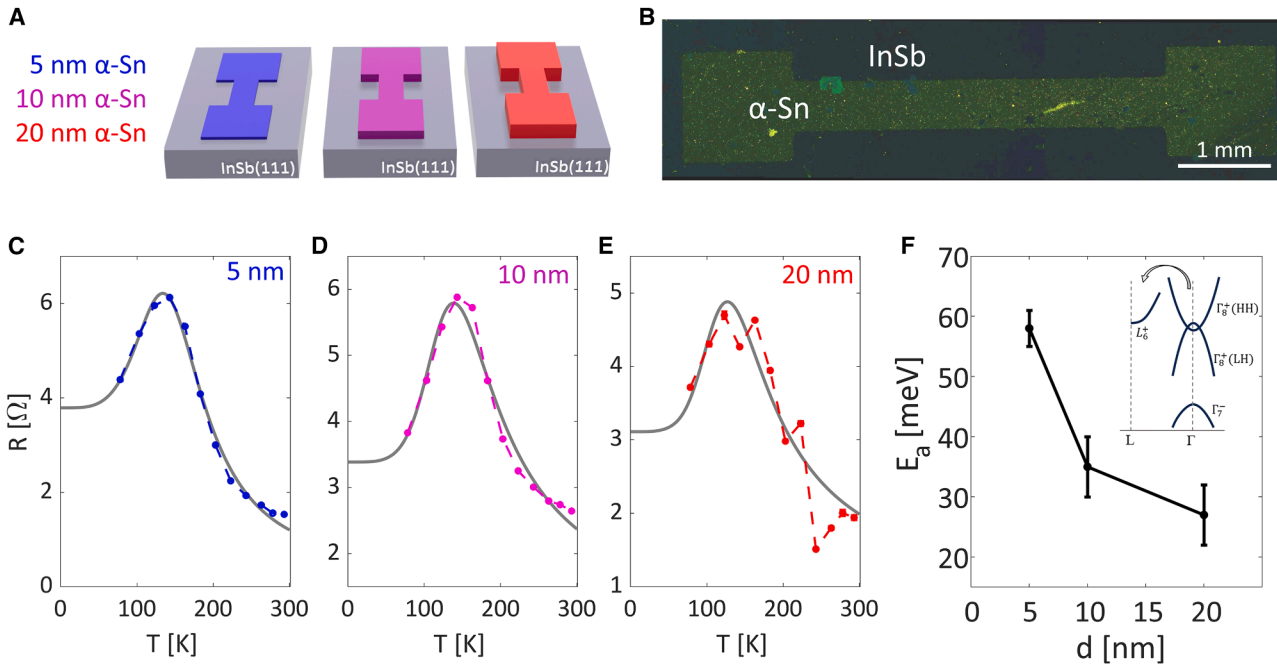 A
5 nm α-Sn
10 nm α-Sn
20 nm α-Sn
InSb(111)
InSb(111)
InSb(111)
B
InSb
α-Sn
1 mm
C
5 nm
R [Ω]
6
4
2
0
0
100
200
300
T [K]
D
10 nm
6
5
4
3
2
0
100
200
300
T [K]
E
20 nm
5
4
3
2
1
0
100
200
300
T [K]
F
E_a [meV]
70
60
50
40
30
20
0
5
10
15
20
d [nm]
L₆⁺
Γ₈⁺(HH)
Γ₈⁺(LH)
Γ₇⁻
L
Γ